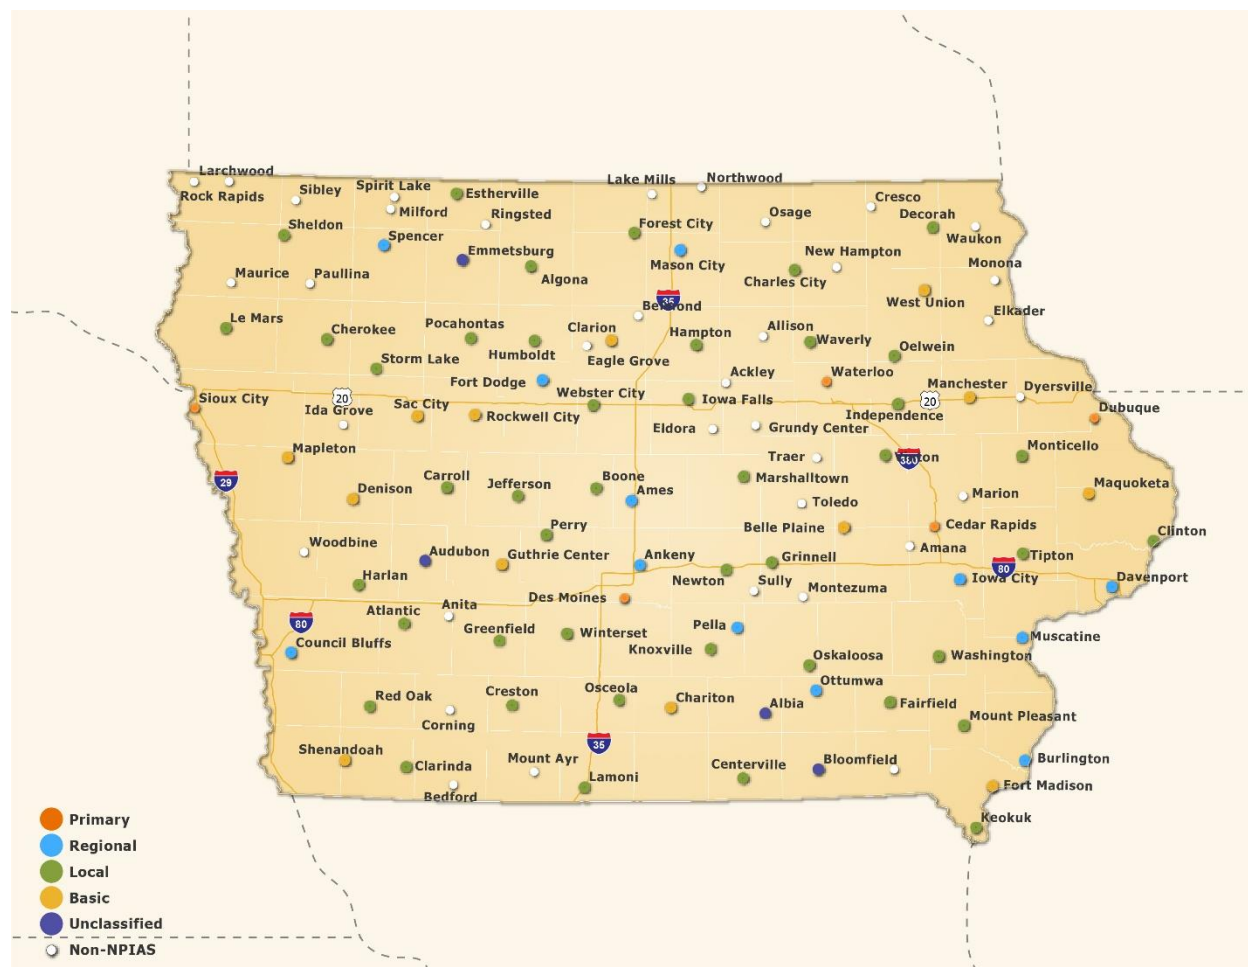 Larchwood
Rock Rapids
Sibley
Spirit Lake
Estherville
Lake Mills
Northwood
Milford
Ringsted
Cresco
Osage
Decorah
Sheldon
Spencer
Forest City
Waukon
Emmetsburg
Mason City
New Hampton
Monona
Maurice
Paullina
Algona
Charles City
35
West Union
Belmond
Elkader
Le Mars
Cherokee
Pocahontas
Clarion
Hampton
Allison
Waverly
Humboldt
Eagle Grove
Oelwein
Storm Lake
Ackley
Waterloo
Fort Dodge
Manchester
Dyersville
Sioux City
20
Sac City
Webster City
Iowa Falls
20
Dubuque
Ida Grove
Rockwell City
Independence
Eldora
Grundy Center
Mapleton
Traer
380
Monticello
29
Carroll
Jefferson
Boone
Marshalltown
Denison
Ames
Toledo
Marion
Maquoketa
Perry
Belle Plaine
Cedar Rapids
Clinton
Woodbine
Audubon
Guthrie Center
Ankeny
Grinnell
Amana
Tipton
Harlan
Newton
Sully
80
Iowa City
Davenport
Des Moines
Montezuma
Atlantic
Anita
80
Greenfield
Winterset
Pella
Muscatine
Council Bluffs
Knoxville
Oskaloosa
Washington
Red Oak
Creston
Osceola
Chariton
Albia
Ottumwa
Fairfield
Corning
Mount Pleasant
35
Shenandoah
Clarinda
Mount Ayr
Centerville
Bloomfield
Burlington
Bedford
Lamoni
Fort Madison
Keokuk
Primary
Regional
Local
Basic
Unclassified
Non-NPIAS